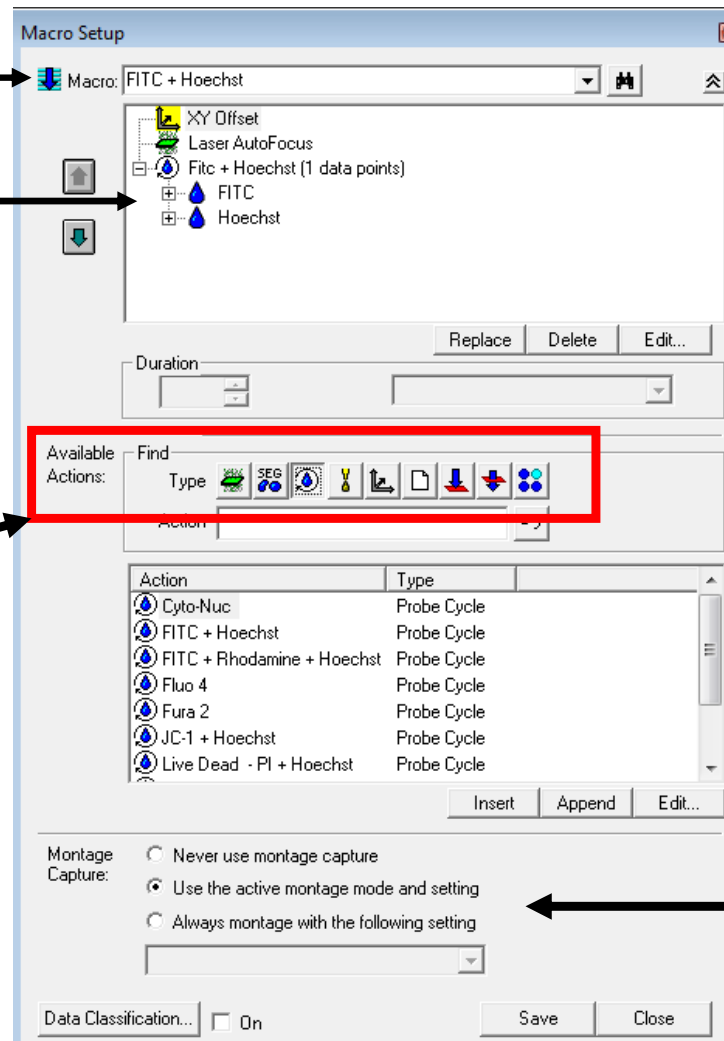 Macro Setup
Macro: FITC + Hoechst
XY Offset
Laser AutoFocus
Fitc + Hoechst (1 data points)
FITC
Hoechst
Replace Delete Edit...
Duration
Available Actions:
Find
Type SEG
Action
Action Type
Cyto-Nuc Probe Cycle
FITC + Hoechst Probe Cycle
FITC + Rhodamine + Hoechst Probe Cycle
Fluo 4 Probe Cycle
Fura 2 Probe Cycle
JC-1 + Hoechst Probe Cycle
Live Dead - PI + Hoechst Probe Cycle
Insert Append Edit...
Montage Capture:
Never use montage capture
Use the active montage mode and setting
Always montage with the following setting
Data Classification... On Save Close